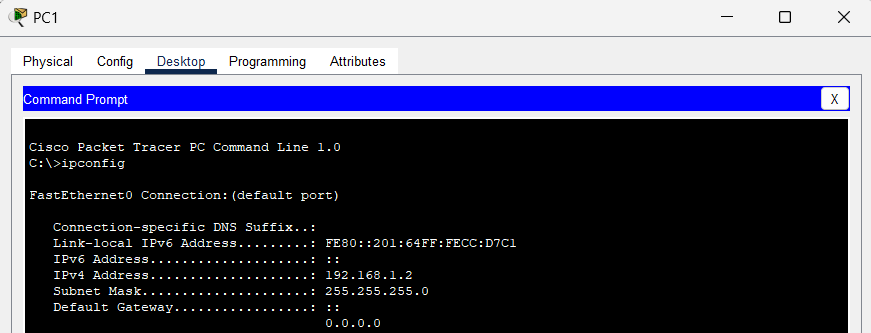 PC1
Physical Config Desktop Programming Attributes
Command Prompt X
Cisco Packet Tracer PC Command Line 1.0
C:\>ipconfig
FastEthernet0 Connection:(default port)
Connection-specific DNS Suffix..:
Link-local IPv6 Address.........: FE80::201:64FF:FECC:D7C1
IPv6 Address....................: ::
IPv4 Address....................: 192.168.1.2
Subnet Mask.....................: 255.255.255.0
Default Gateway.................: ::
0.0.0.0